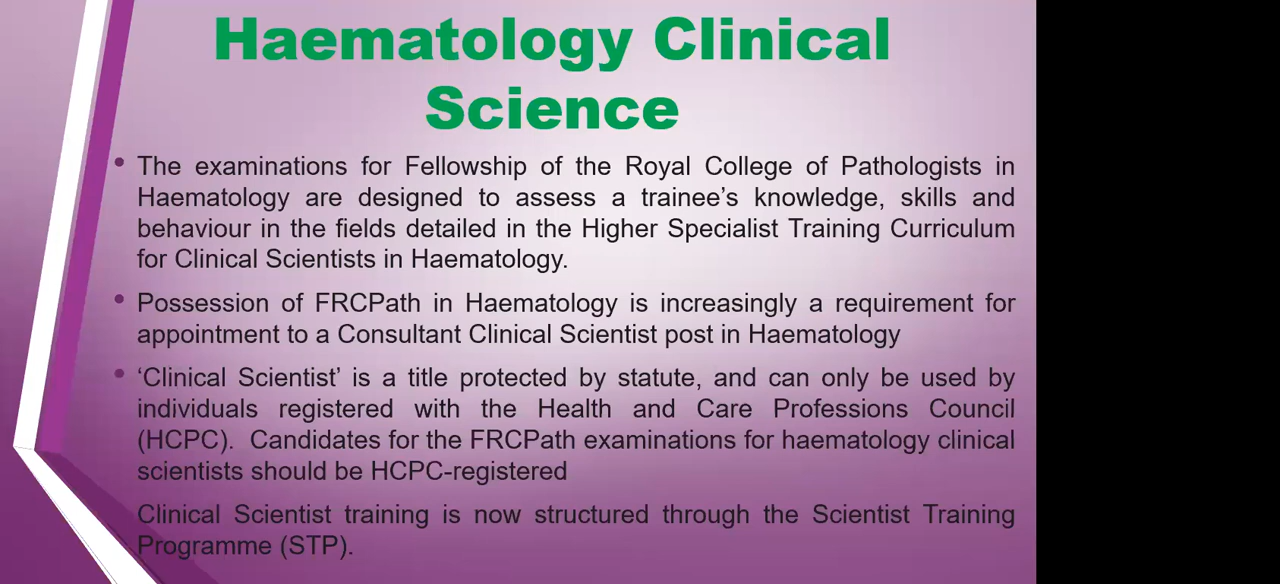 Haematology Clinical
Science
• The examinations for Fellowship of the Royal College of Pathologists in
Haematology are designed to assess a trainee’s knowledge, skills and
behaviour in the fields detailed in the Higher Specialist Training Curriculum
for Clinical Scientists in Haematology.
• Possession of FRCPath in Haematology is increasingly a requirement for
appointment to a Consultant Clinical Scientist post in Haematology
• ‘Clinical Scientist’ is a title protected by statute, and can only be used by
individuals registered with the Health and Care Professions Council
(HCPC).  Candidates for the FRCPath examinations for haematology clinical
scientists should be HCPC-registered
Clinical Scientist training is now structured through the Scientist Training
Programme (STP).